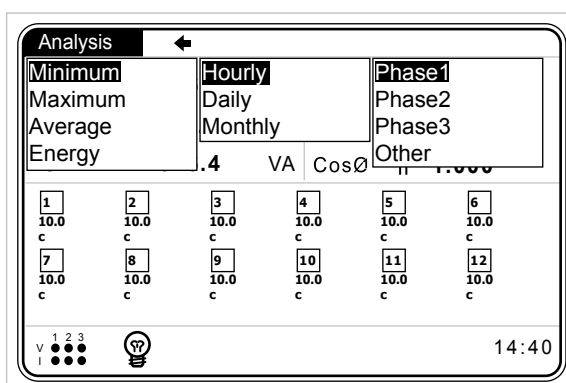 Analysis
Minimum
Maximum
Average
Energy
Hourly
Daily
Monthly
Phase1
Phase2
Phase3
Other
.4 VA CosØ
1 2 3 4 5 6
10.0 10.0 10.0 10.0 10.0 10.0
c c c c c c
7 8 9 10 11 12
10.0 10.0 10.0 10.0 10.0 10.0
c c c c c c
1 2 3
V
I
14:40